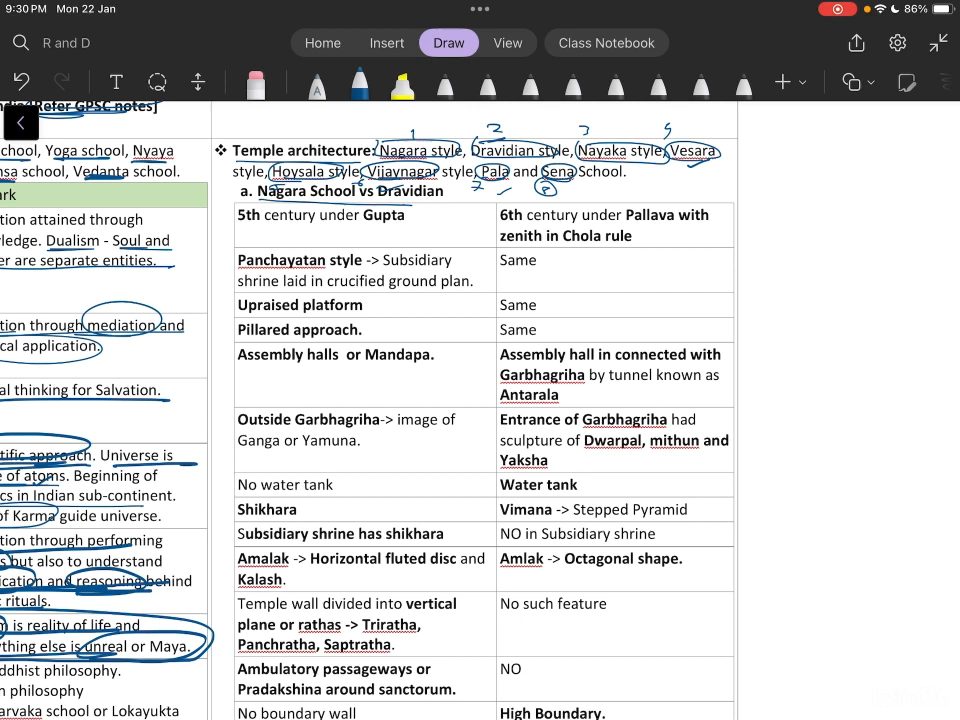 9:30 PM Mon 22 Jan
86%
R and D
Home Insert Draw View Class Notebook
[Refer GPSC notes]
chool, Yoga school, Nyaya
nsa school, Vedanta school.
ark
tion attained through
ledge. Dualism - Soul and
er are separate entities.
tion through mediation and
cal application.
al thinking for Salvation.
tific approach. Universe is
e of atoms. Beginning of
cs in Indian sub-continent.
of Karma guide universe.
tion through performing
s but also to understand
ication and reasoning behind
c rituals.
m is reality of life and
ything else is unreal or Maya.
ddhist philosophy.
n philosophy
arvaka school or Lokayukta
1 2 3 4
❖ Temple architecture: Nagara style, Dravidian style, Nayaka style, Vesara
style, Hoysala style, Vijaynagar style, Pala and Sena School.
5 6 7 8
a. Nagara School vs Dravidian
5th century under Gupta
6th century under Pallava with
zenith in Chola rule
Panchayatan style -> Subsidiary
shrine laid in crucified ground plan.
Same
Upraised platform
Same
Pillared approach.
Same
Assembly halls or Mandapa.
Assembly hall in connected with
Garbhagriha by tunnel known as
Antarala
Outside Garbhagriha-> image of
Ganga or Yamuna.
Entrance of Garbhagriha had
sculpture of Dwarpal, mithun and
Yaksha
No water tank
Water tank
Shikhara
Vimana -> Stepped Pyramid
Subsidiary shrine has shikhara
NO in Subsidiary shrine
Amalak -> Horizontal fluted disc and
Kalash.
Amlak -> Octagonal shape.
Temple wall divided into vertical
plane or rathas -> Triratha,
Panchratha, Saptratha.
No such feature
Ambulatory passageways or
Pradakshina around sanctorum.
NO
No boundary wall
High Boundary.